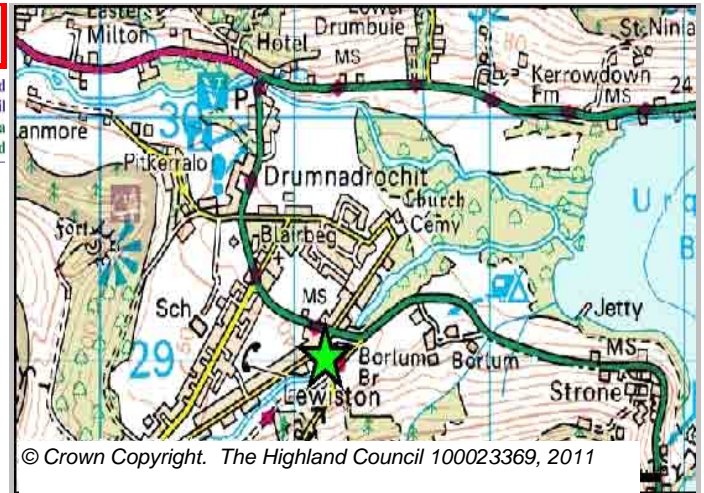 Milton
Hotel
Drumbuie
St Ninia
MS
P
Kerrowdown
Fm
MS
24
anmore
30
Pitkerralo
Drumnadrochit
Church
Cemy
Fort
Blairbeg
Sch
MS
Jetty
29
Borlum
Br
Borlum
MS
Lewiston
Strone
© Crown Copyright. The Highland Council 100023369, 2011